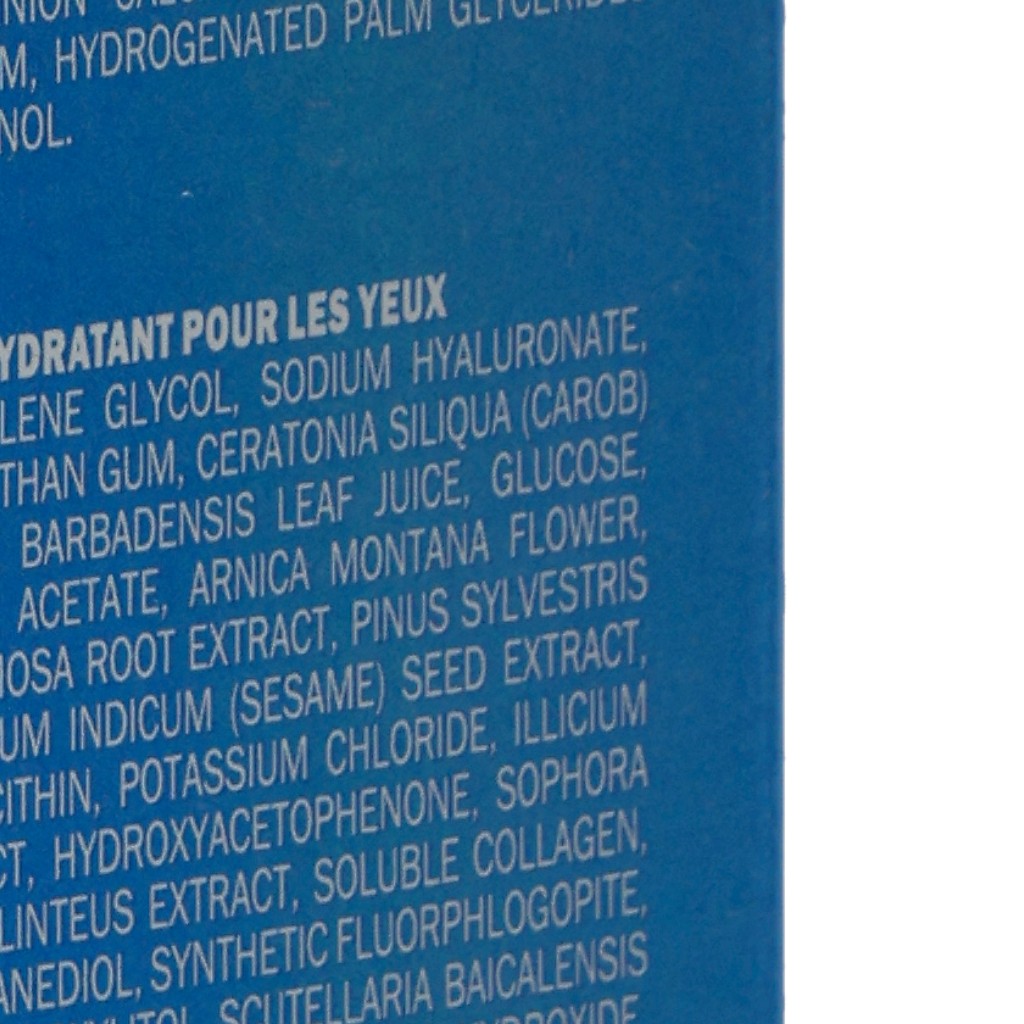 M, HYDROGENATED PALM GLYCERIDES
NOL.
YDRATANT POUR LES YEUX
LENE GLYCOL, SODIUM HYALURONATE,
THAN GUM, CERATONIA SILIQUA (CAROB)
BARBADENSIS LEAF JUICE, GLUCOSE,
ACETATE, ARNICA MONTANA FLOWER,
MOSA ROOT EXTRACT, PINUS SYLVESTRIS
UM INDICUM (SESAME) SEED EXTRACT,
CITHIN, POTASSIUM CHLORIDE, ILLICIUM
CT, HYDROXYACETOPHENONE, SOPHORA
LINTEUS EXTRACT, SOLUBLE COLLAGEN,
ANEDIOL, SYNTHETIC FLUORPHLOGOPITE,
SCUTELLARIA BAICALENSIS